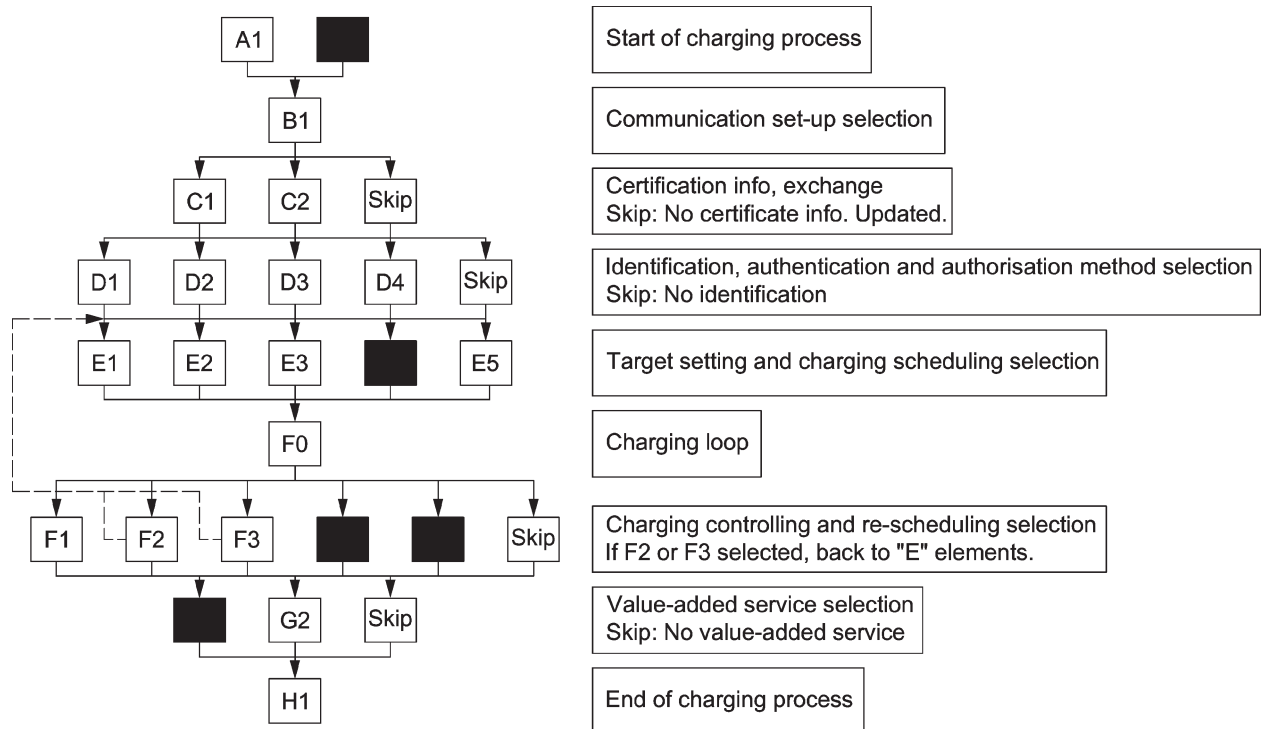 A1
Start of charging process
B1
Communication set-up selection
C1 C2 Skip
Certification info, exchange
Skip: No certificate info. Updated.
D1 D2 D3 D4 Skip
Identification, authentication and authorisation method selection
Skip: No identification
E1 E2 E3 E5
Target setting and charging scheduling selection
F0
Charging loop
F1 F2 F3 Skip
Charging controlling and re-scheduling selection
If F2 or F3 selected, back to "E" elements.
G2 Skip
Value-added service selection
Skip: No value-added service
H1
End of charging process